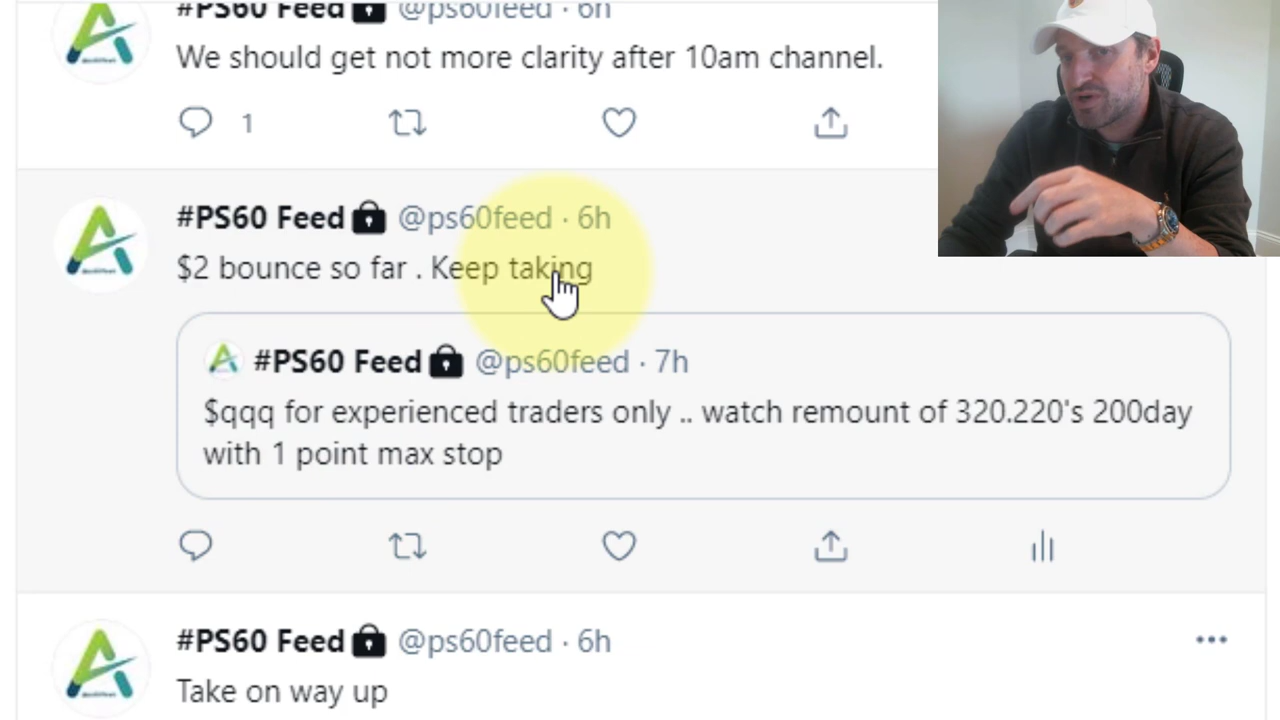 #PS60 Feed @ps60feed · 6h
We should get not more clarity after 10am channel.
1
#PS60 Feed @ps60feed · 6h
$2 bounce so far . Keep taking
#PS60 Feed @ps60feed · 7h
$qqq for experienced traders only .. watch remount of 320.220's 200day
with 1 point max stop
#PS60 Feed @ps60feed · 6h
Take on way up